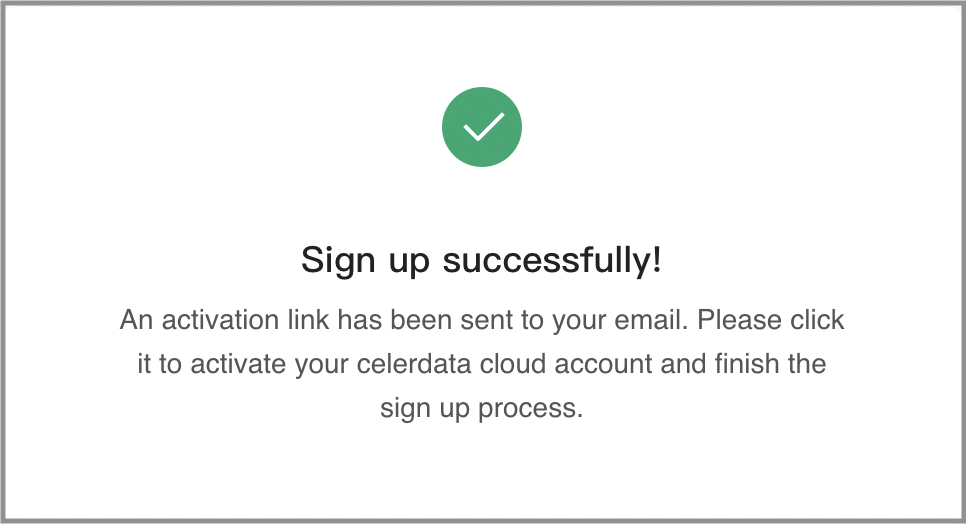 Sign up successfully!
An activation link has been sent to your email. Please click
it to activate your celerdata cloud account and finish the
sign up process.